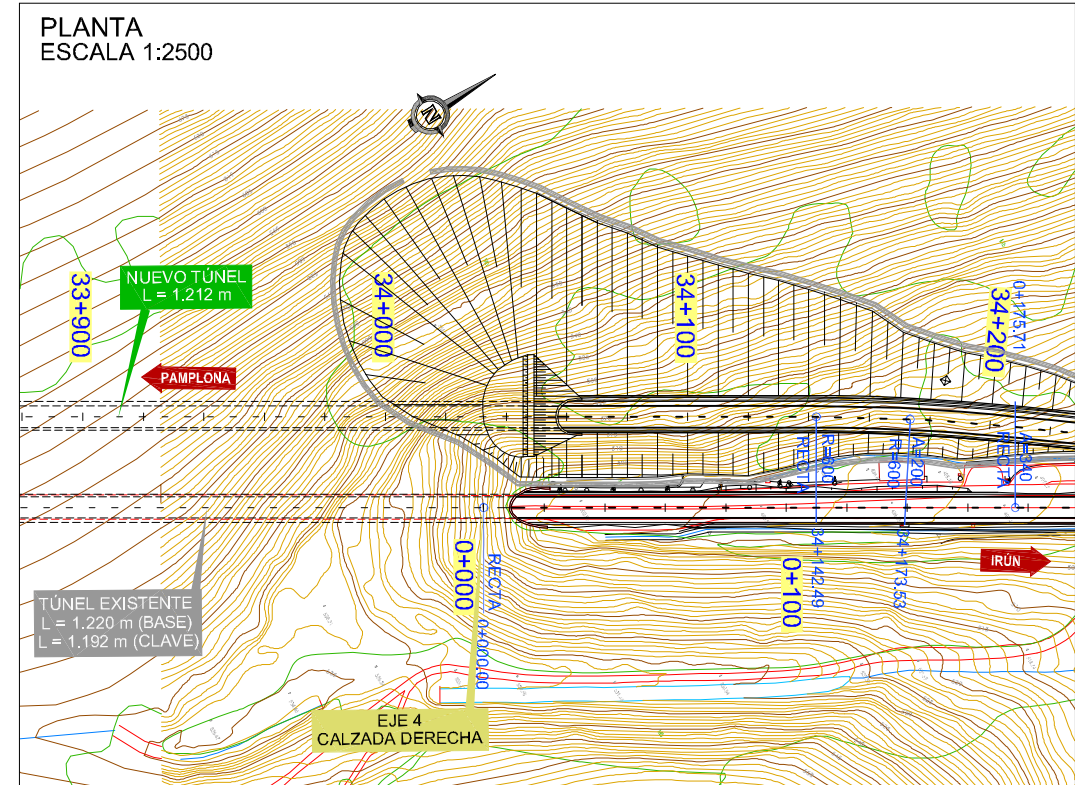 PLANTA
ESCALA 1:2500
N
NUEVO TÚNEL
L = 1.212 m
PAMPLONA
33+900
34+000
34+100
34+200
0+175.71
A=340
RECTA
A=200
R=600
R=600
RECTA
34+142.49
34+173.53
IRÚN
0+000
RECTA
0+000.00
0+100
TÚNEL EXISTENTE
L = 1.220 m (BASE)
L = 1.192 m (CLAVE)
EJE 4
CALZADA DERECHA